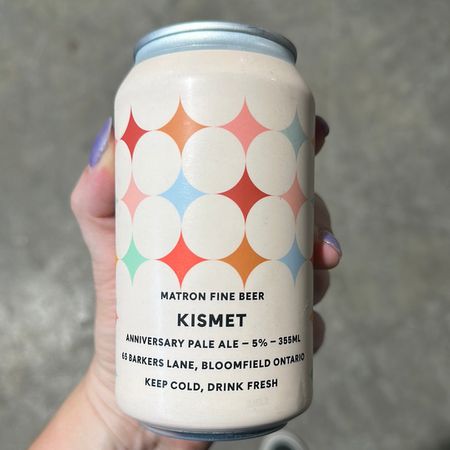 MATRON FINE BEER
KISMET
ANNIVERSARY PALE ALE – 5% – 355ML
65 BARKERS LANE, BLOOMFIELD ONTARIO
KEEP COLD, DRINK FRESH